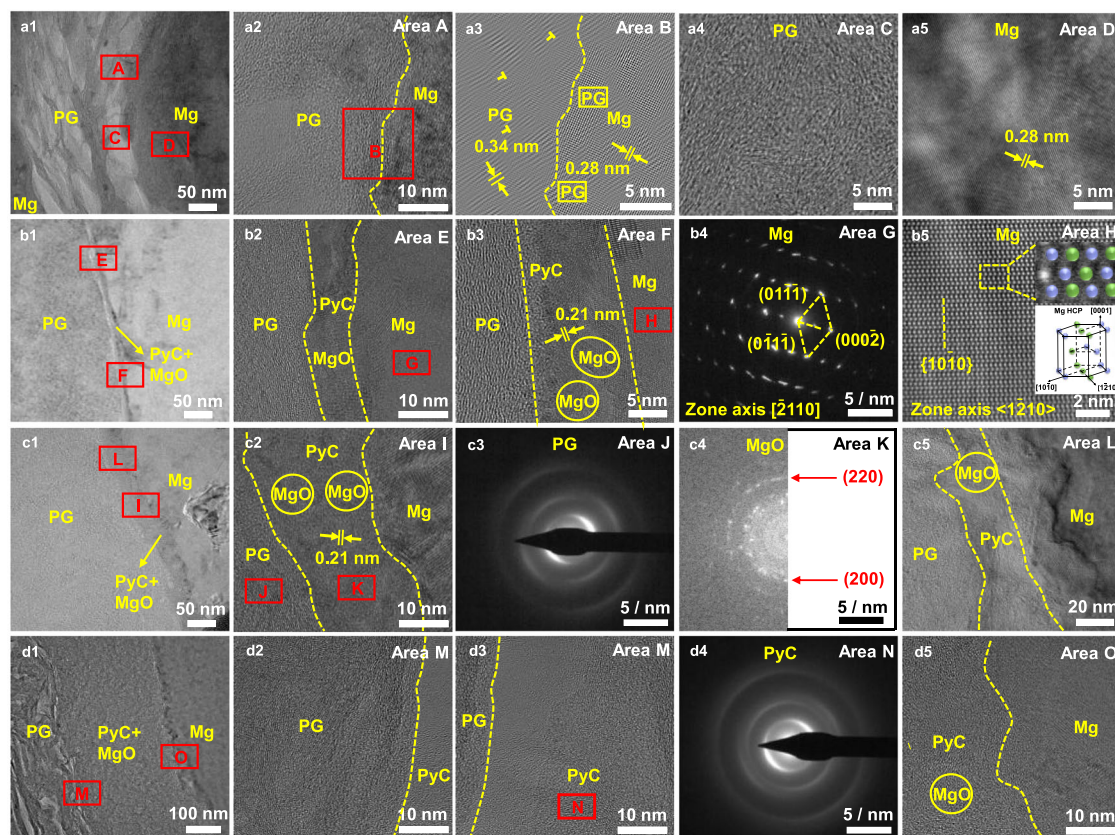 a1
A
PG
C
Mg
D
Mg
50 nm
a2
Area A
Mg
PG
B
10 nm
a3
Area B
PG
PG
Mg
0.34 nm
0.28 nm
PG
5 nm
a4
PG
Area C
5 nm
a5
Mg
Area D
0.28 nm
5 nm
b1
E
PG
Mg
PyC+
MgO
F
50 nm
b2
Area E
PyC
PG
Mg
MgO
G
10 nm
b3
Area F
PyC
Mg
0.21 nm
H
PG
MgO
MgO
5 nm
b4
Mg
Area G
(011̄1)
(01̄11̄)
(0002̄)
5 / nm
Zone axis [2̄110]
b5
Mg
Area H
Mg HCP
[0001]
{101̄0}
[101̄0]
[12̄10]
2 nm
Zone axis <12̄10>
c1
L
I
Mg
PG
PyC+
MgO
50 nm
c2
PyC
Area I
MgO
MgO
Mg
0.21 nm
PG
J
K
10 nm
c3
PG
Area J
5 / nm
c4
MgO
Area K
(220)
(200)
5 / nm
c5
Area L
MgO
PG
PyC
Mg
20 nm
d1
PG
PyC+
MgO
Mg
O
M
100 nm
d2
Area M
PG
PyC
10 nm
d3
Area M
PG
PyC
N
10 nm
d4
PyC
Area N
5 / nm
d5
Area O
PyC
Mg
MgO
10 nm